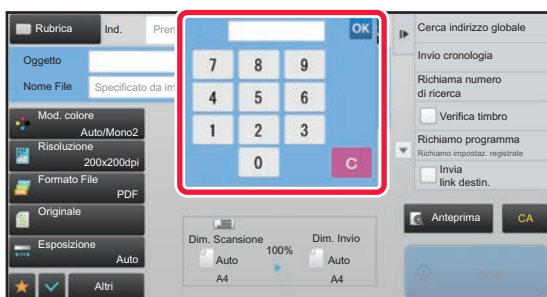 Rubrica
Ind.
Pren
OK
Cerca indirizzo globale
Oggetto
Invio cronologia
Nome File
Specificato da im
7 8 9
Richiama numero
di ricerca
4 5 6
Verifica timbro
Mod. colore
Auto/Mono2
1 2 3
Richiamo programma
Richiamo impostaz. registrate
Risoluzione
200x200dpi
0
C
Invia
link destin.
Formato File
PDF
Originale
Anteprima
CA
Dim. Scansione
100%
Dim. Invio
Esposizione
Auto
Auto
Auto
A4
A4
Altri